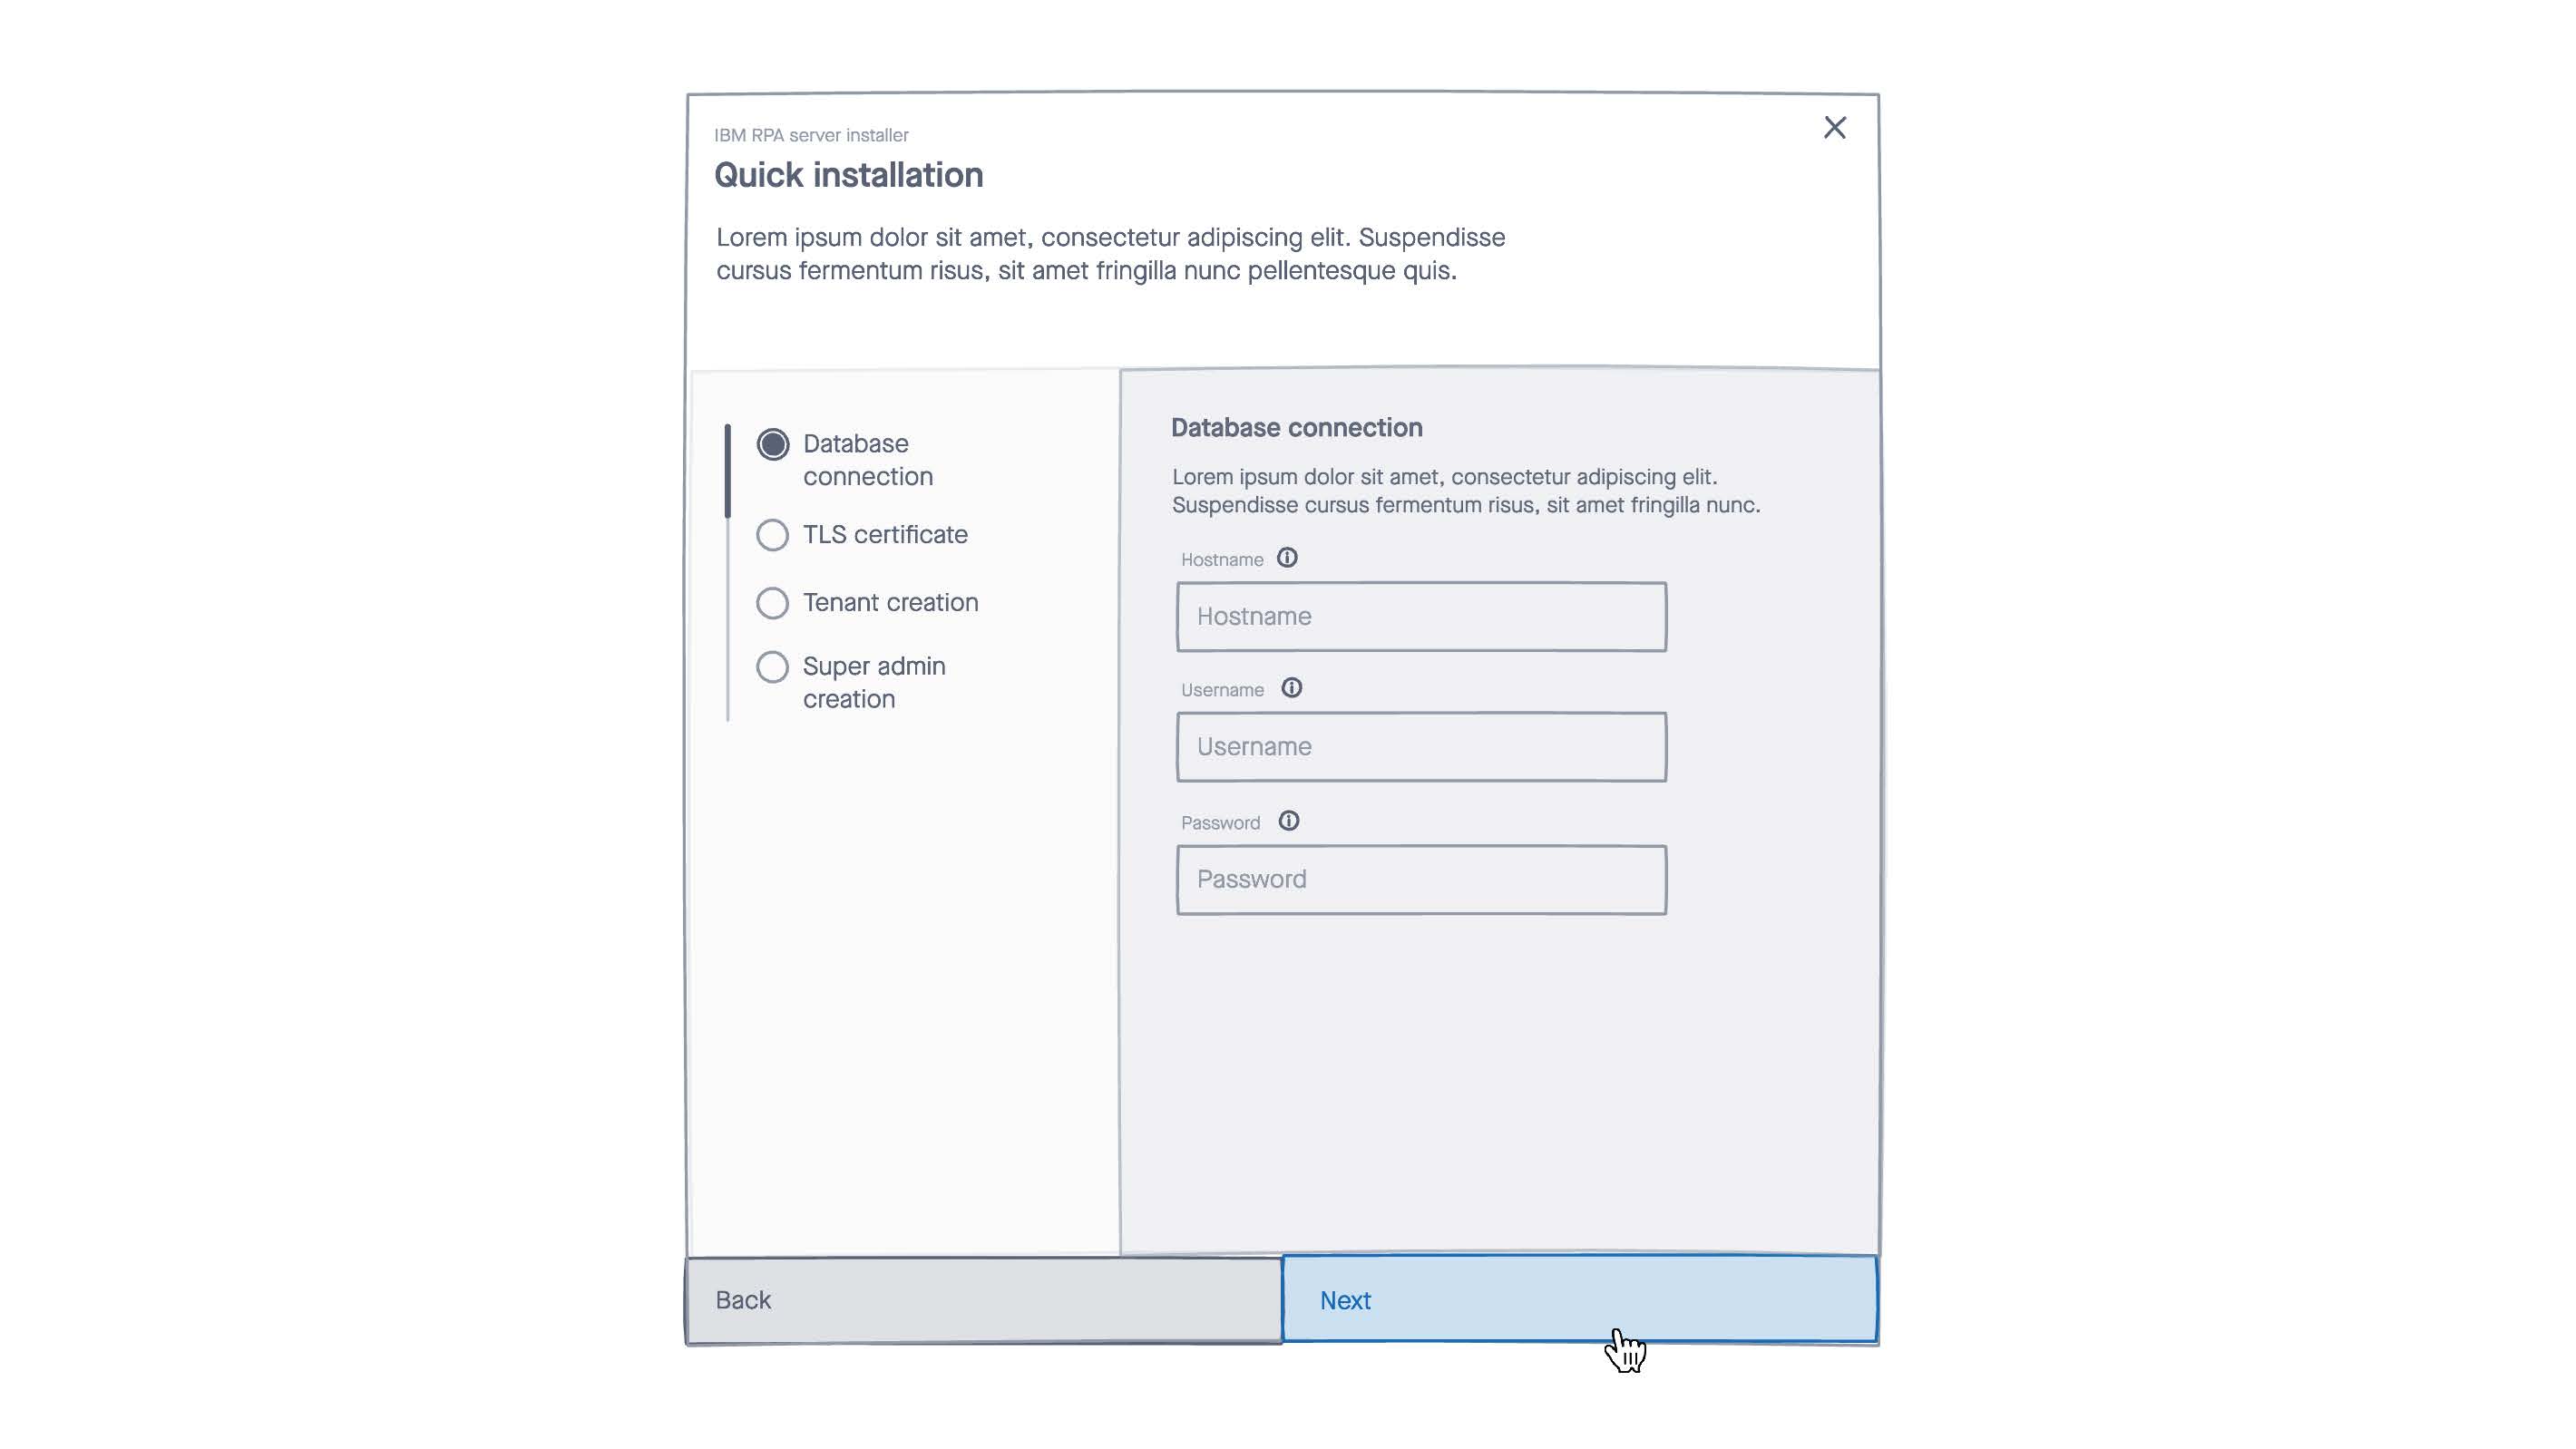 IBM RPA server installer
Quick installation
Lorem ipsum dolor sit amet, consectetur adipiscing elit. Suspendisse
cursus fermentum risus, sit amet fringilla nunc pellentesque quis.
Database
connection
TLS certificate
Tenant creation
Super admin
creation
Database connection
Lorem ipsum dolor sit amet, consectetur adipiscing elit.
Suspendisse cursus fermentum risus, sit amet fringilla nunc.
Hostname
Hostname
Username
Username
Password
Password
Back
Next